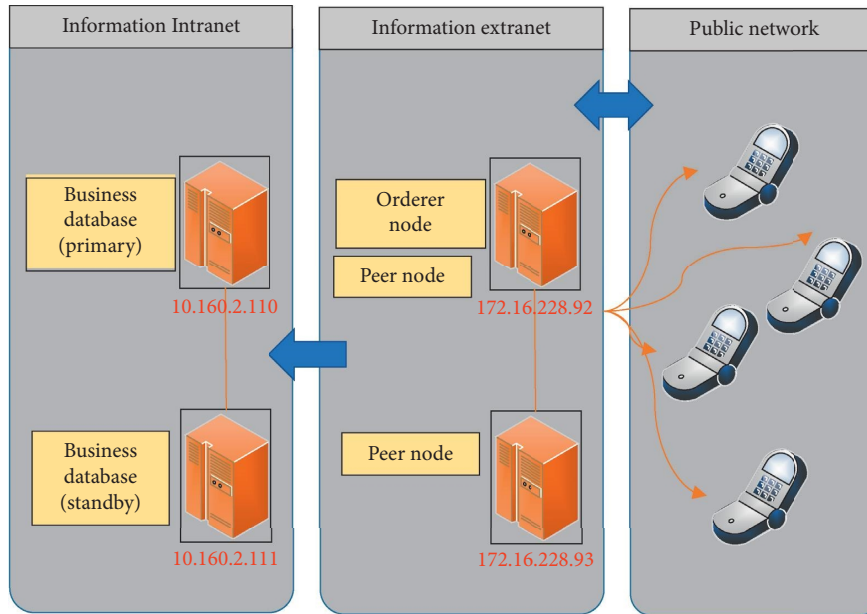 Information Intranet
Information extranet
Public network
Business
database
(primary)
10.160.2.110
Orderer
node
Peer node
172.16.228.92
Business
database
(standby)
10.160.2.111
Peer node
172.16.228.93